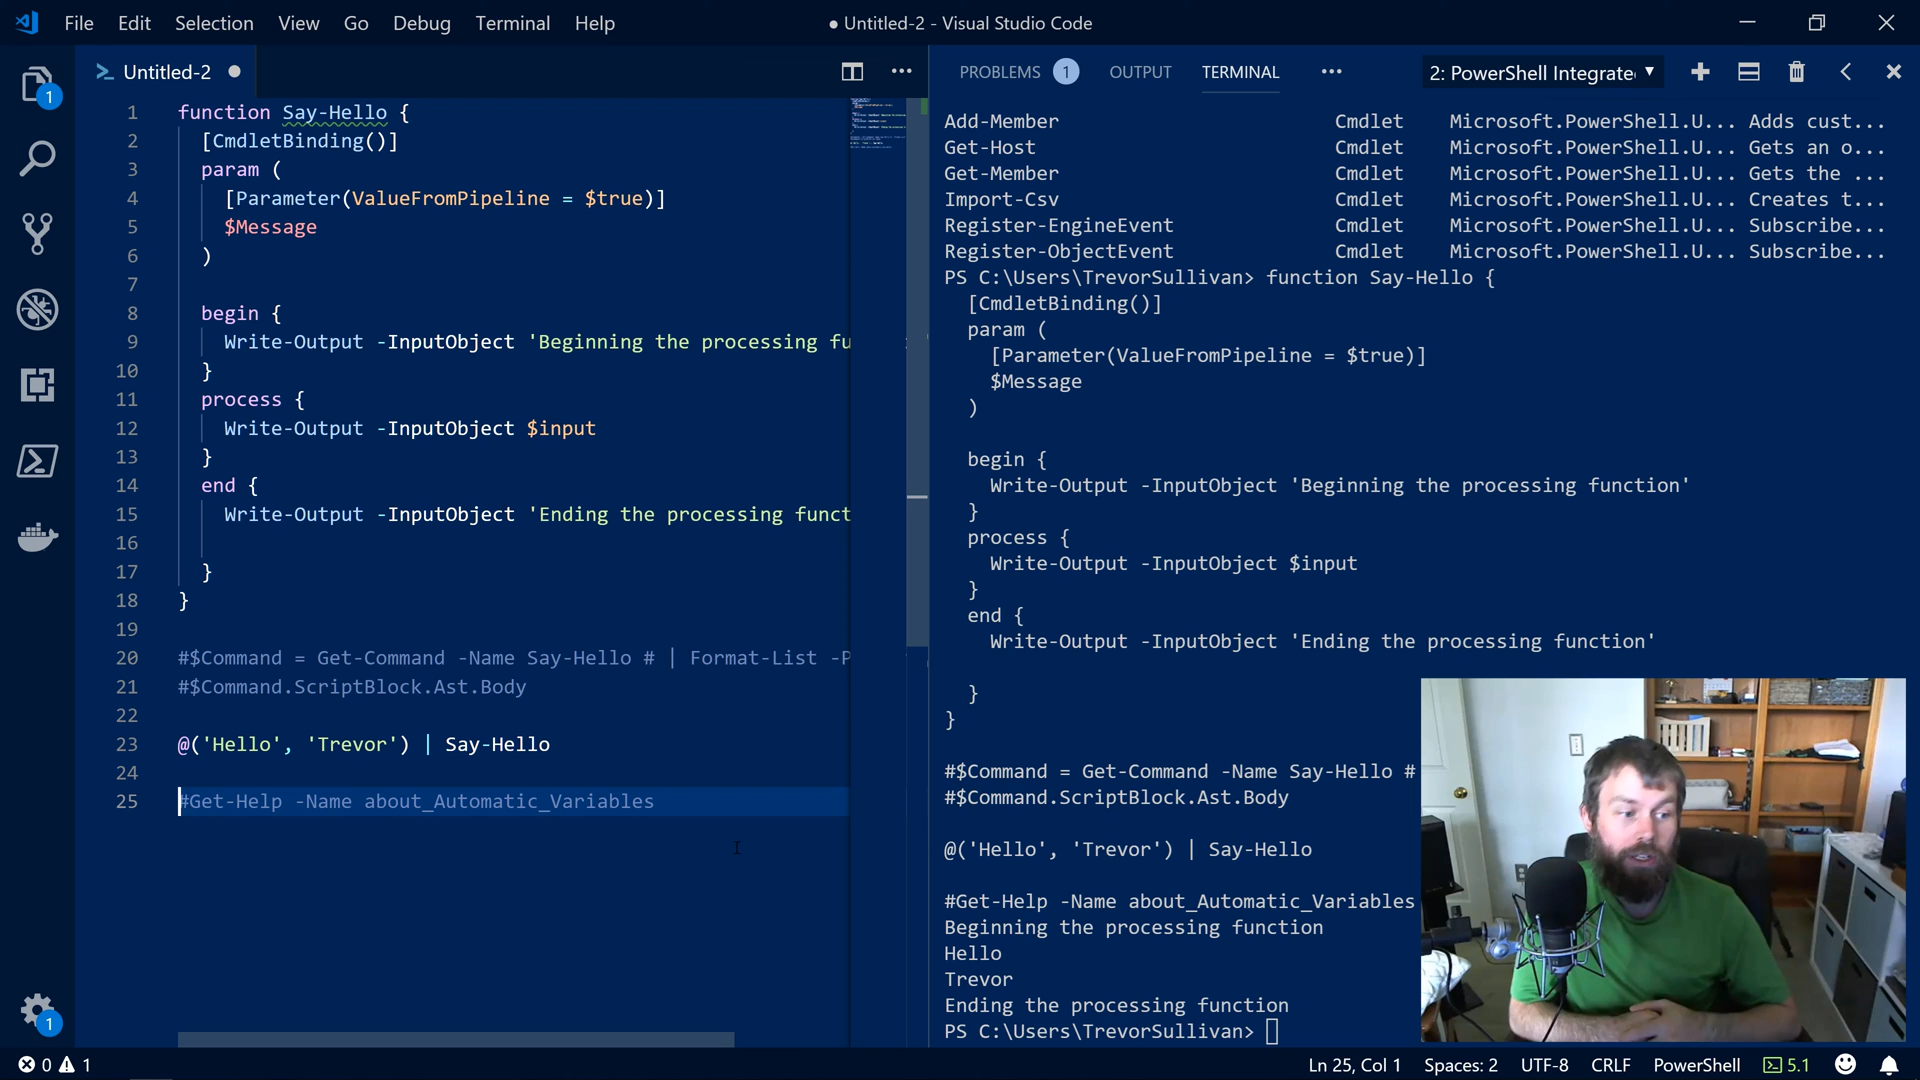 File Edit Selection View Go Debug Terminal Help
● Untitled-2 - Visual Studio Code
Untitled-2
PROBLEMS 1 OUTPUT TERMINAL
2: PowerShell Integrate
1 function Say-Hello {
2 [CmdletBinding()]
3 param (
4 [Parameter(ValueFromPipeline = $true)]
5 $Message
6 )
7
8 begin {
9 Write-Output -InputObject 'Beginning the processing fu
10 }
11 process {
12 Write-Output -InputObject $input
13 }
14 end {
15 Write-Output -InputObject 'Ending the processing funct
16
17 }
18 }
19
20 #$Command = Get-Command -Name Say-Hello # | Format-List -P
21 #$Command.ScriptBlock.Ast.Body
22
23 @('Hello', 'Trevor') | Say-Hello
24
25 #Get-Help -Name about_Automatic_Variables
1
1
Add-Member Cmdlet Microsoft.PowerShell.U... Adds cust...
Get-Host Cmdlet Microsoft.PowerShell.U... Gets an o...
Get-Member Cmdlet Microsoft.PowerShell.U... Gets the ...
Import-Csv Cmdlet Microsoft.PowerShell.U... Creates t...
Register-EngineEvent Cmdlet Microsoft.PowerShell.U... Subscribe...
Register-ObjectEvent Cmdlet Microsoft.PowerShell.U... Subscribe...
PS C:\Users\TrevorSullivan> function Say-Hello {
[CmdletBinding()]
param (
[Parameter(ValueFromPipeline = $true)]
$Message
)
begin {
Write-Output -InputObject 'Beginning the processing function'
}
process {
Write-Output -InputObject $input
}
end {
Write-Output -InputObject 'Ending the processing function'
}
}
#$Command = Get-Command -Name Say-Hello #
#$Command.ScriptBlock.Ast.Body
@('Hello', 'Trevor') | Say-Hello
#Get-Help -Name about_Automatic_Variables
Beginning the processing function
Hello
Trevor
Ending the processing function
PS C:\Users\TrevorSullivan>
0 1 Ln 25, Col 1 Spaces: 2 UTF-8 CRLF PowerShell 5.1